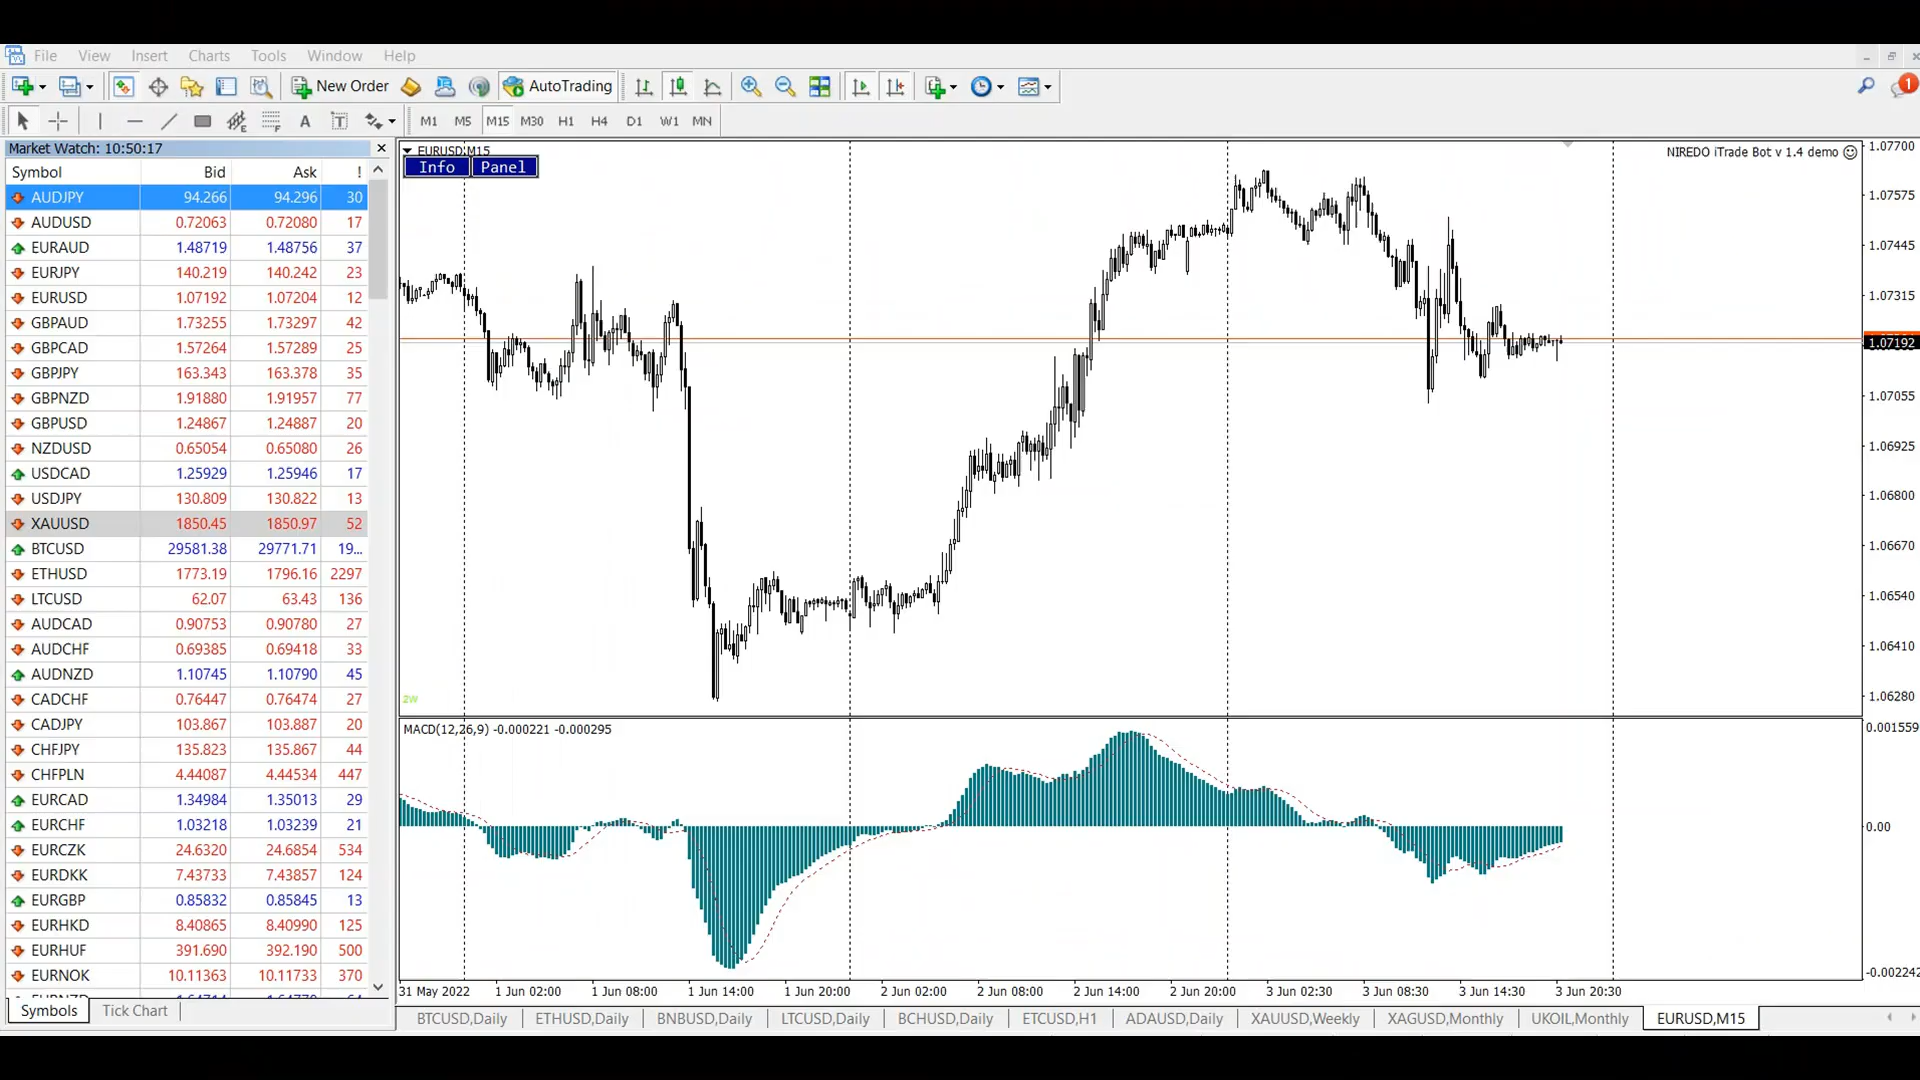 File View Insert Charts Tools Window Help
New Order AutoTrading
1
A T M1 M5 M15 M30 H1 H4 D1 W1 MN
Market Watch: 10:50:17
Symbol Bid Ask !
AUDJPY 94.266 94.296 30
AUDUSD 0.72063 0.72080 17
EURAUD 1.48719 1.48756 37
EURJPY 140.219 140.242 23
EURUSD 1.07192 1.07204 12
GBPAUD 1.73255 1.73297 42
GBPCAD 1.57264 1.57289 25
GBPJPY 163.343 163.378 35
GBPNZD 1.91880 1.91957 77
GBPUSD 1.24867 1.24887 20
NZDUSD 0.65054 0.65080 26
USDCAD 1.25929 1.25946 17
USDJPY 130.809 130.822 13
XAUUSD 1850.45 1850.97 52
BTCUSD 29581.38 29771.71 19...
ETHUSD 1773.19 1796.16 2297
LTCUSD 62.07 63.43 136
AUDCAD 0.90753 0.90780 27
AUDCHF 0.69385 0.69418 33
AUDNZD 1.10745 1.10790 45
CADCHF 0.76447 0.76474 27
CADJPY 103.867 103.887 20
CHFJPY 135.823 135.867 44
CHFPLN 4.44087 4.44534 447
EURCAD 1.34984 1.35013 29
EURCHF 1.03218 1.03239 21
EURCZK 24.6320 24.6854 534
EURDKK 7.43733 7.43857 124
EURGBP 0.85832 0.85845 13
EURHKD 8.40865 8.40990 125
EURHUF 391.690 392.190 500
EURNOK 10.11363 10.11733 370
Symbols Tick Chart
EURUSD,M15
Info Panel
NIREDO iTrade Bot v 1.4 demo
1.07700
1.07575
1.07445
1.07315
1.07192
1.07055
1.06925
1.06800
1.06670
1.06540
1.06410
1.06280
2W
MACD(12,26,9) -0.000221 -0.000295
0.001559
0.00
-0.002242
31 May 2022 1 Jun 02:00 1 Jun 08:00 1 Jun 14:00 1 Jun 20:00 2 Jun 02:00 2 Jun 08:00 2 Jun 14:00 2 Jun 20:00 3 Jun 02:30 3 Jun 08:30 3 Jun 14:30 3 Jun 20:30
BTCUSD,Daily ETHUSD,Daily BNBUSD,Daily LTCUSD,Daily BCHUSD,Daily ETCUSD,H1 ADAUSD,Daily XAUUSD,Weekly XAGUSD,Monthly UKOIL,Monthly EURUSD,M15